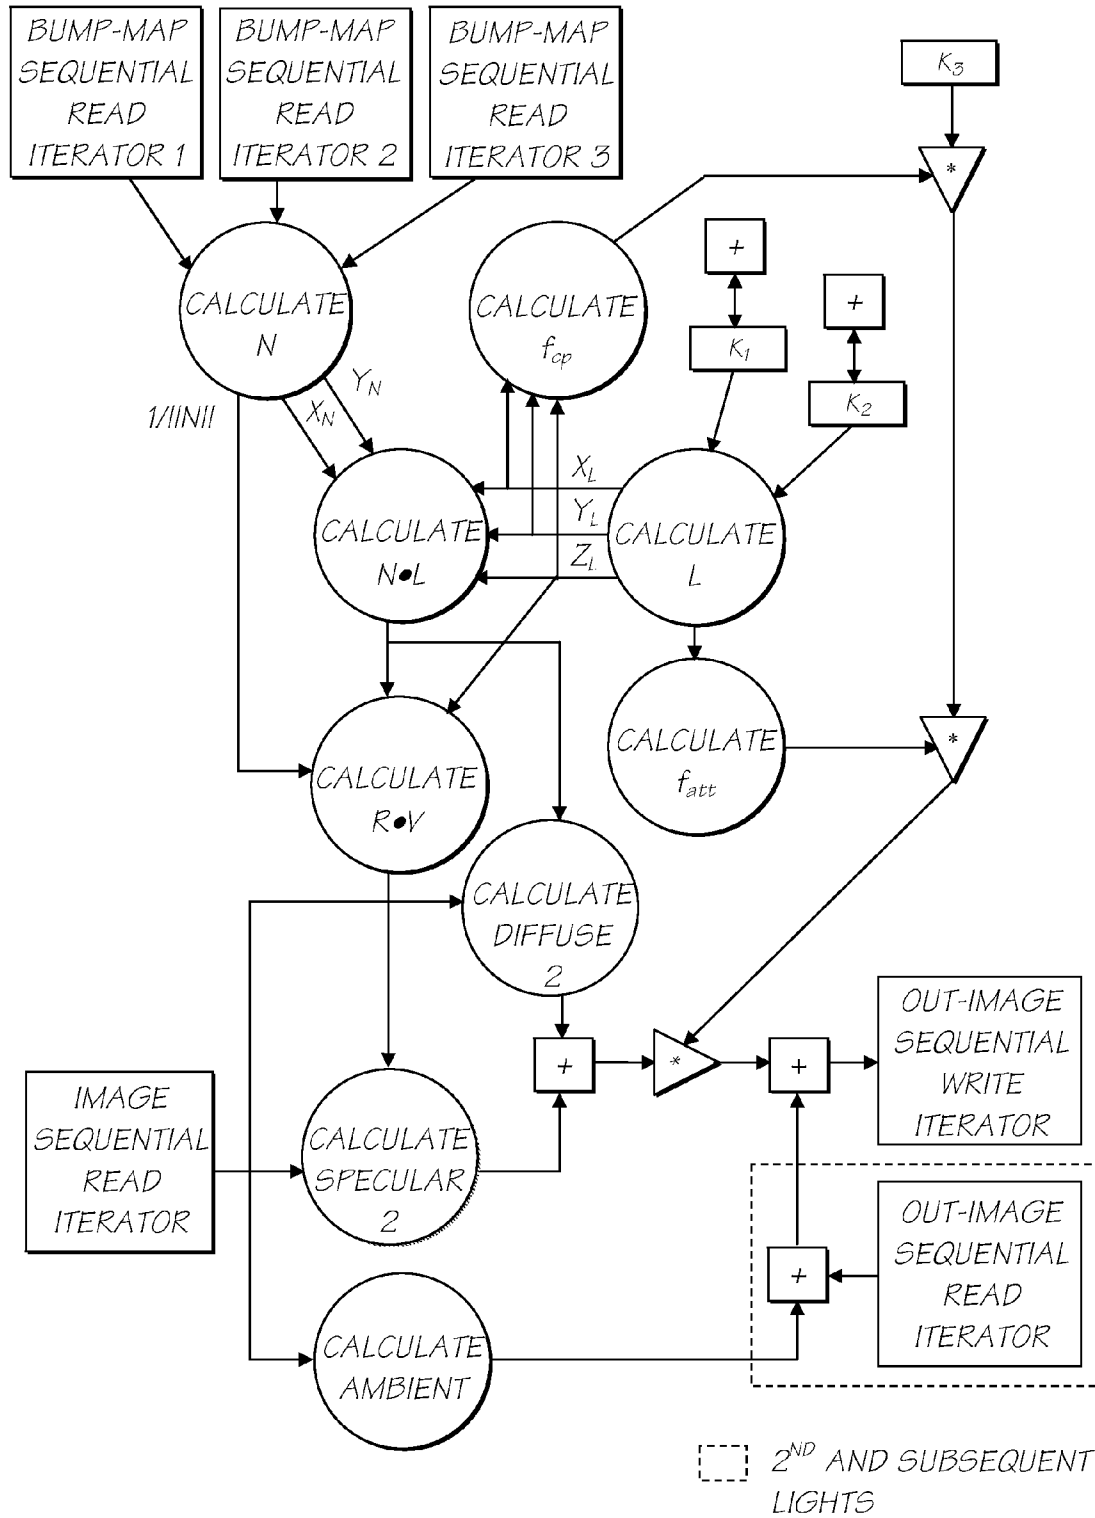 BUMP-MAP
SEQUENTIAL
READ
ITERATOR 1
BUMP-MAP
SEQUENTIAL
READ
ITERATOR 2
BUMP-MAP
SEQUENTIAL
READ
ITERATOR 3
K3
*
CALCULATE
N
CALCULATE
fcp
+
+
K1
K2
1/||N||
XN
YN
CALCULATE
N●L
XL
YL
ZL
CALCULATE
L
CALCULATE
R●V
CALCULATE
fatt
*
CALCULATE
DIFFUSE
2
+
*
+
OUT-IMAGE
SEQUENTIAL
WRITE
ITERATOR
IMAGE
SEQUENTIAL
READ
ITERATOR
CALCULATE
SPECULAR
2
+
OUT-IMAGE
SEQUENTIAL
READ
ITERATOR
CALCULATE
AMBIENT
2ND AND SUBSEQUENT
LIGHTS